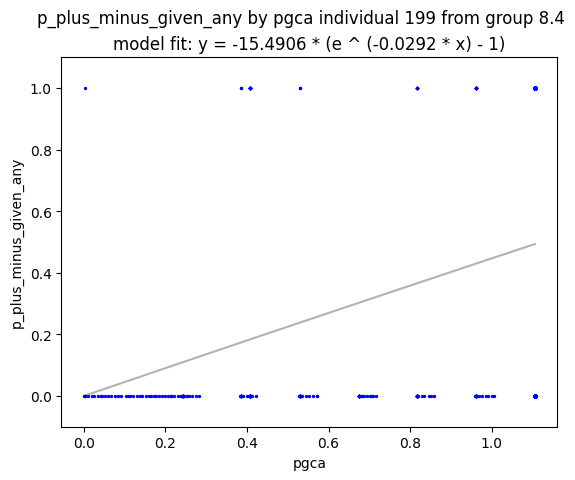 p_plus_minus_given_any by pgca individual 199 from group 8.4
model fit: y = -15.4906 * (e ^ (-0.0292 * x) - 1)
1.0
0.8
0.6
0.4
0.2
0.0
p_plus_minus_given_any
0.0 0.2 0.4 0.6 0.8 1.0
pgca